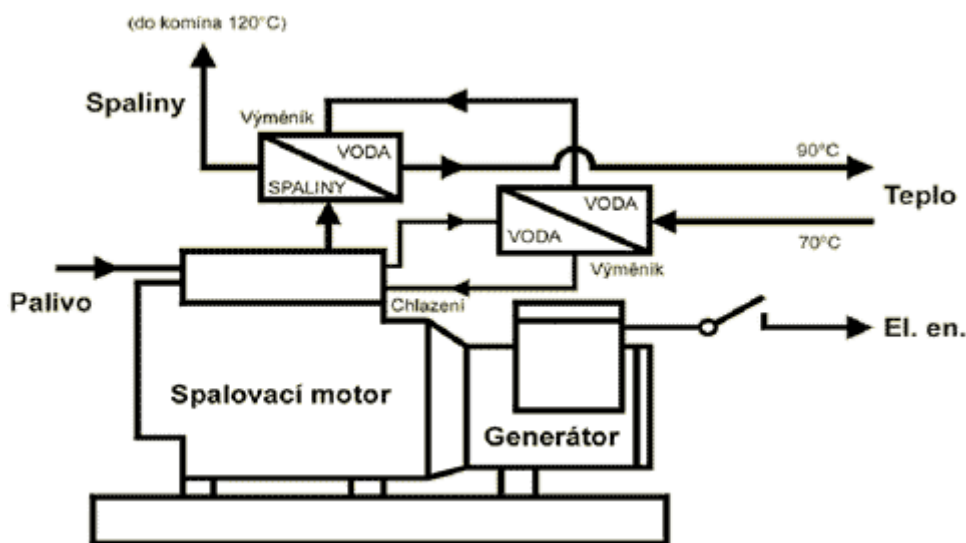 (do komína 120°C)
Spaliny
Výměník
VODA
SPALINY
90°C
Teplo
VODA
VODA
70°C
Výměník
Palivo
Chlazení
El. en.
Spalovací motor
Generátor